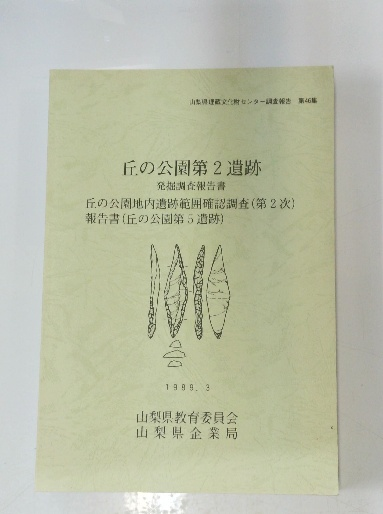 山梨県埋蔵文化財センター調査報告　第46集
丘の公園第２遺跡
発掘調査報告書
丘の公園地内遺跡範囲確認調査(第２次)
報告書(丘の公園第５遺跡)
1989. 3
山梨県教育委員会
山梨県企業局